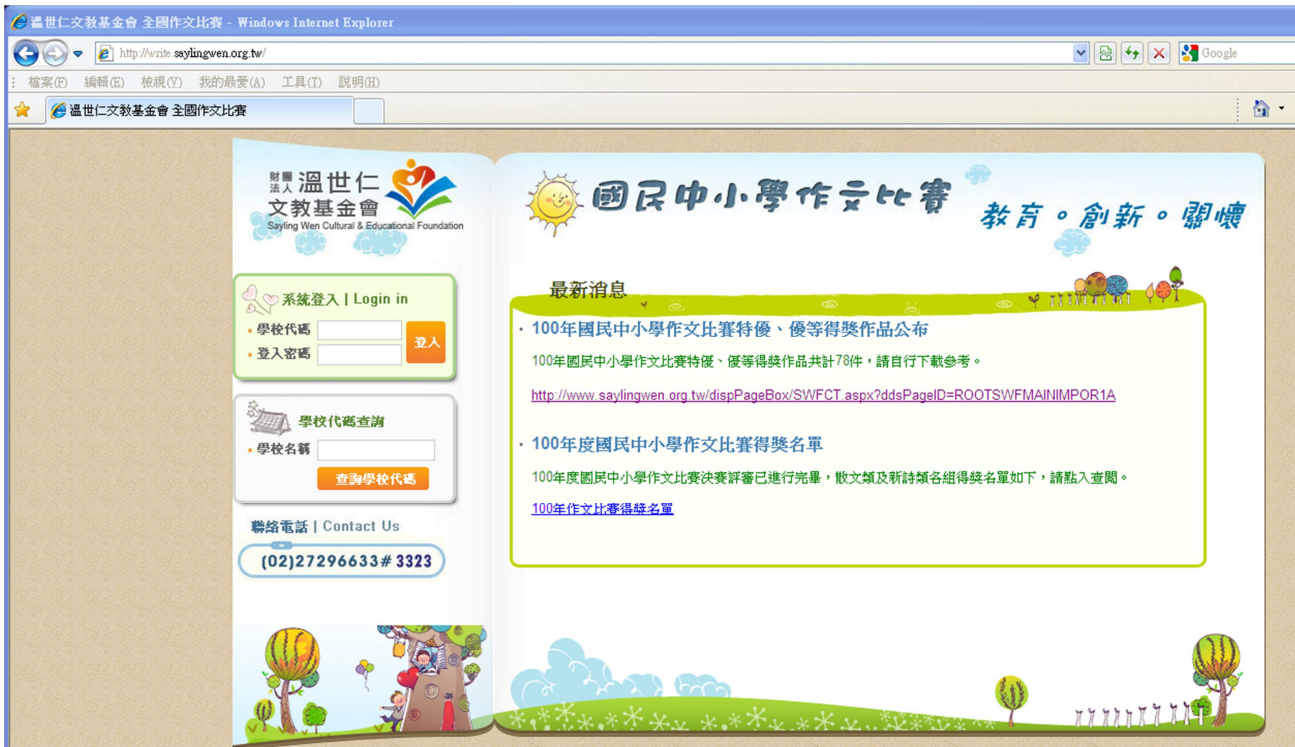 溫世仁文教基金會 全國作文比賽 - Windows Internet Explorer
http://write.saylingwen.org.tw/
Google
檔案(F) 編輯(E) 檢視(V) 我的最愛(A) 工具(T) 說明(H)
溫世仁文教基金會 全國作文比賽
財團法人 溫世仁
文教基金會
Sayling Wen Cultural & Educational Foundation
國民中小學作文比賽
教育。創新。關懷
系統登入 | Login in
學校代碼
登入密碼
登入
學校代碼查詢
學校名稱
查詢學校代碼
聯絡電話 | Contact Us
(02)27296633# 3323
最新消息
· 100年國民中小學作文比賽特優、優等得獎作品公布
100年國民中小學作文比賽特優、優等得獎作品共計78件，請自行下載參考。
http://www.saylingwen.org.tw/dispPageBox/SWFCT.aspx?ddsPageID=ROOTSWFMAINIMPOR1A
· 100年度國民中小學作文比賽得獎名單
100年度國民中小學作文比賽決賽評審已進行完畢，散文類及新詩類各組得獎名單如下，請點入查閱。
100年作文比賽得獎名單